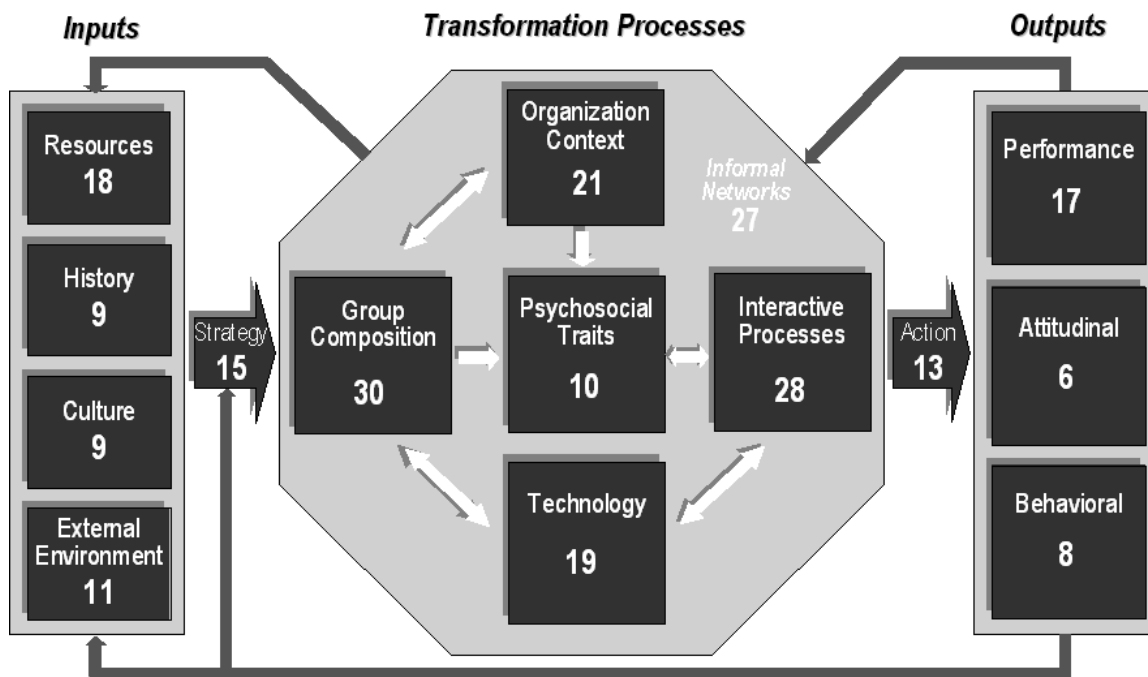 Inputs
Transformation Processes
Outputs
Resources
18
History
9
Culture
9
External
Environment
11
Strategy
15
Organization
Context
21
Informal
Networks
27
Group
Composition
30
Psychosocial
Traits
10
Interactive
Processes
28
Technology
19
Action
13
Performance
17
Attitudinal
6
Behavioral
8